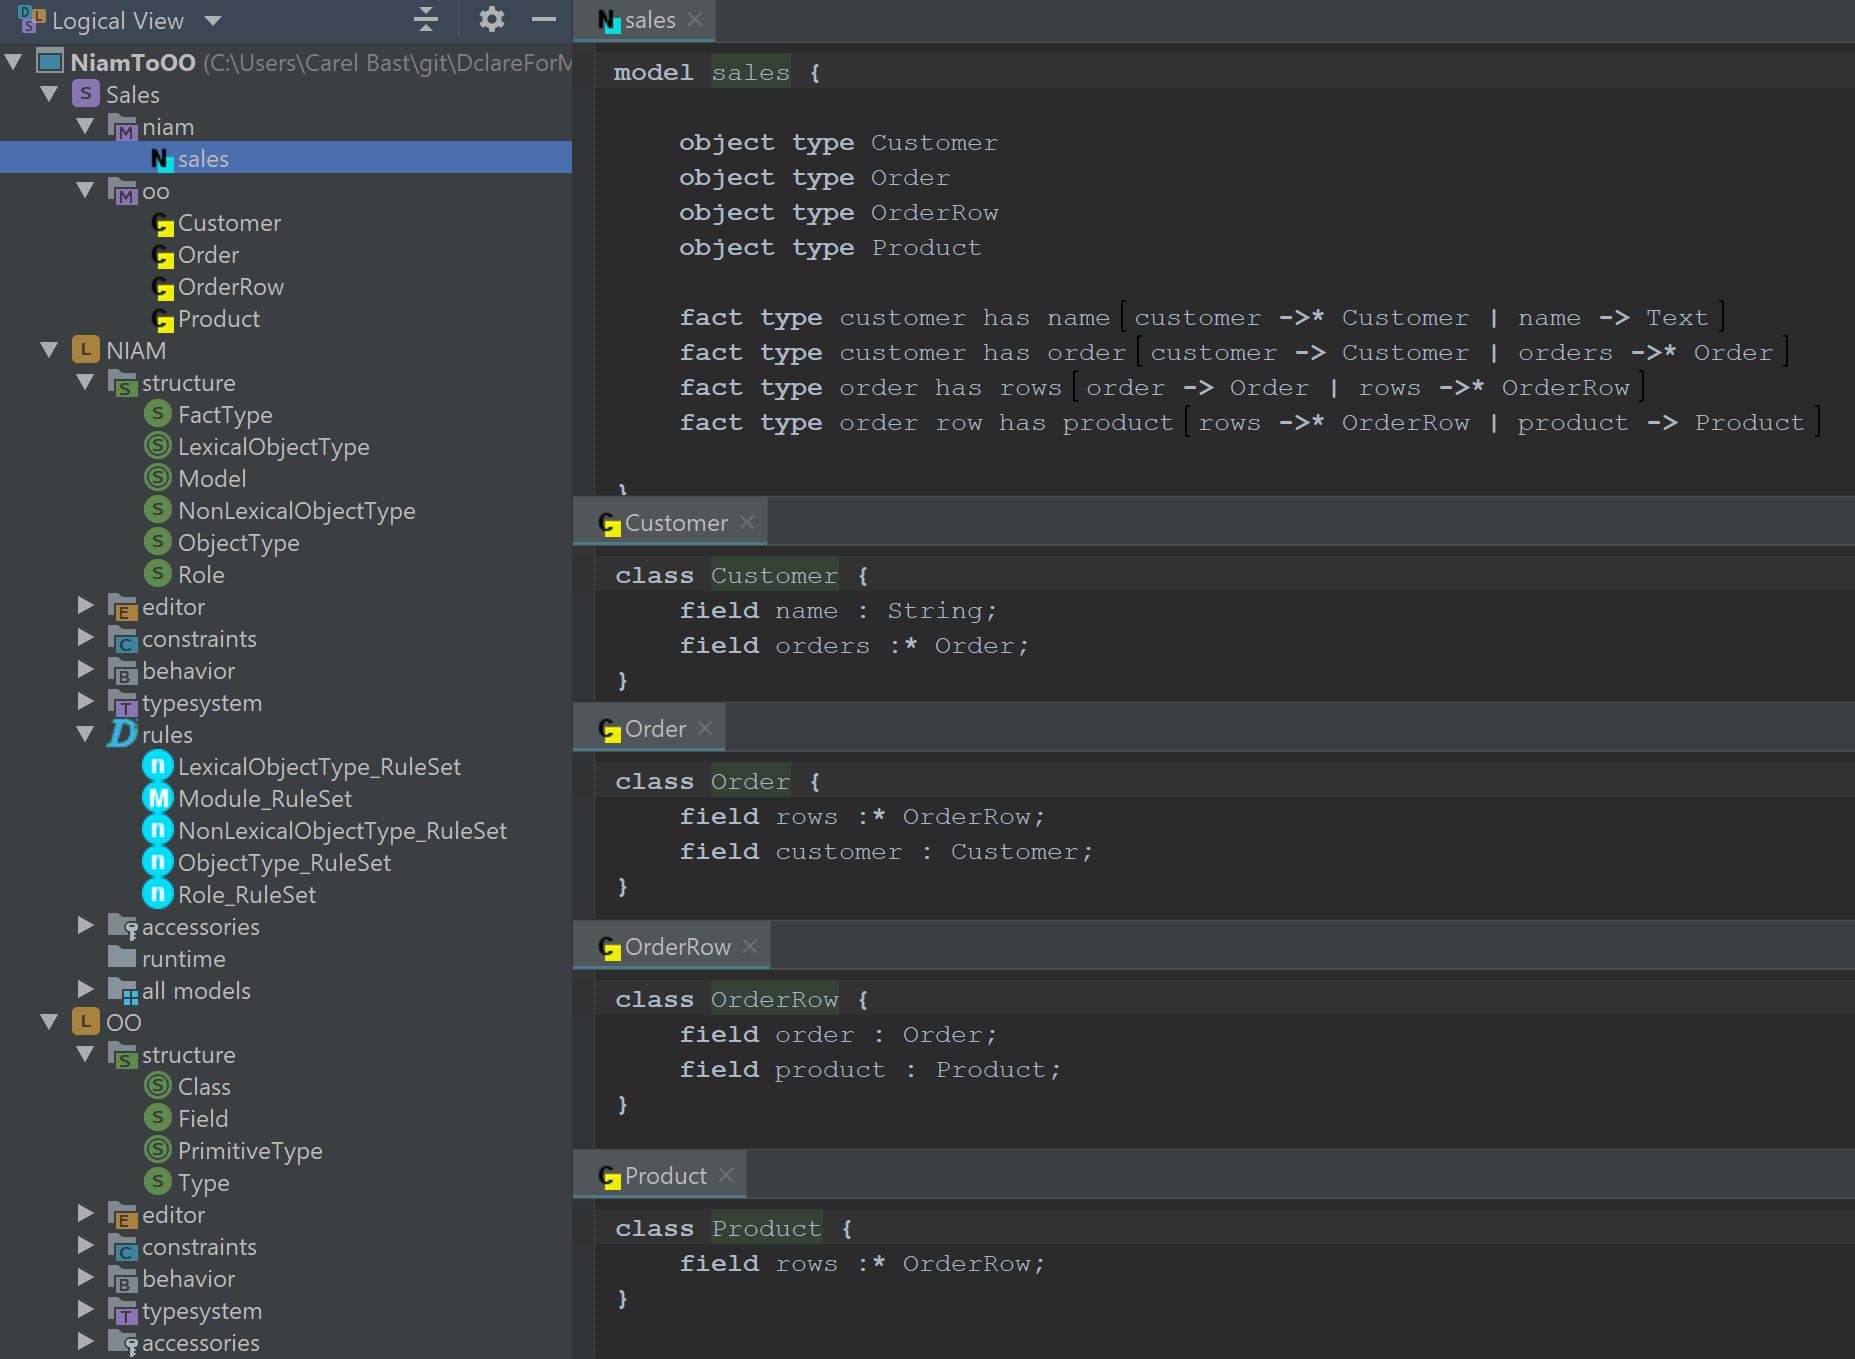 Logical View
NiamToOO (C:\Users\Carel Bast\git\DclareForM
Sales
niam
sales
oo
Customer
Order
OrderRow
Product
NIAM
structure
FactType
LexicalObjectType
Model
NonLexicalObjectType
ObjectType
Role
editor
constraints
behavior
typesystem
rules
LexicalObjectType_RuleSet
Module_RuleSet
NonLexicalObjectType_RuleSet
ObjectType_RuleSet
Role_RuleSet
accessories
runtime
all models
OO
structure
Class
Field
PrimitiveType
Type
editor
constraints
behavior
typesystem
accessories
sales
model sales {
object type Customer
object type Order
object type OrderRow
object type Product
fact type customer has name[customer ->* Customer | name -> Text]
fact type customer has order[customer -> Customer | orders ->* Order]
fact type order has rows[order -> Order | rows ->* OrderRow]
fact type order row has product[rows ->* OrderRow | product -> Product]
}
Customer
class Customer {
field name : String;
field orders :* Order;
}
Order
class Order {
field rows :* OrderRow;
field customer : Customer;
}
OrderRow
class OrderRow {
field order : Order;
field product : Product;
}
Product
class Product {
field rows :* OrderRow;
}